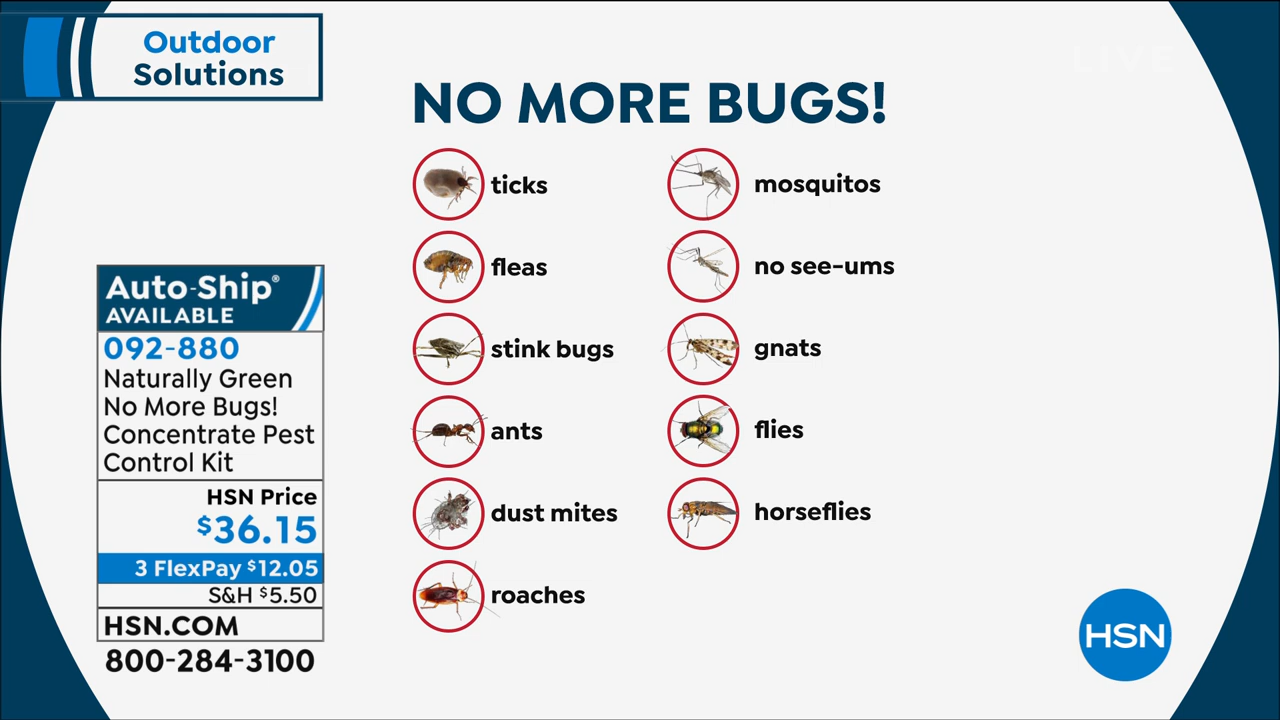 Outdoor
Solutions
LIVE
NO MORE BUGS!
ticks
fleas
stink bugs
ants
dust mites
roaches
mosquitos
no see-ums
gnats
flies
horseflies
Auto-Ship®
AVAILABLE
092-880
Naturally Green
No More Bugs!
Concentrate Pest
Control Kit
HSN Price
$36.15
3 FlexPay $12.05
S&H $5.50
HSN.COM
800-284-3100
HSN